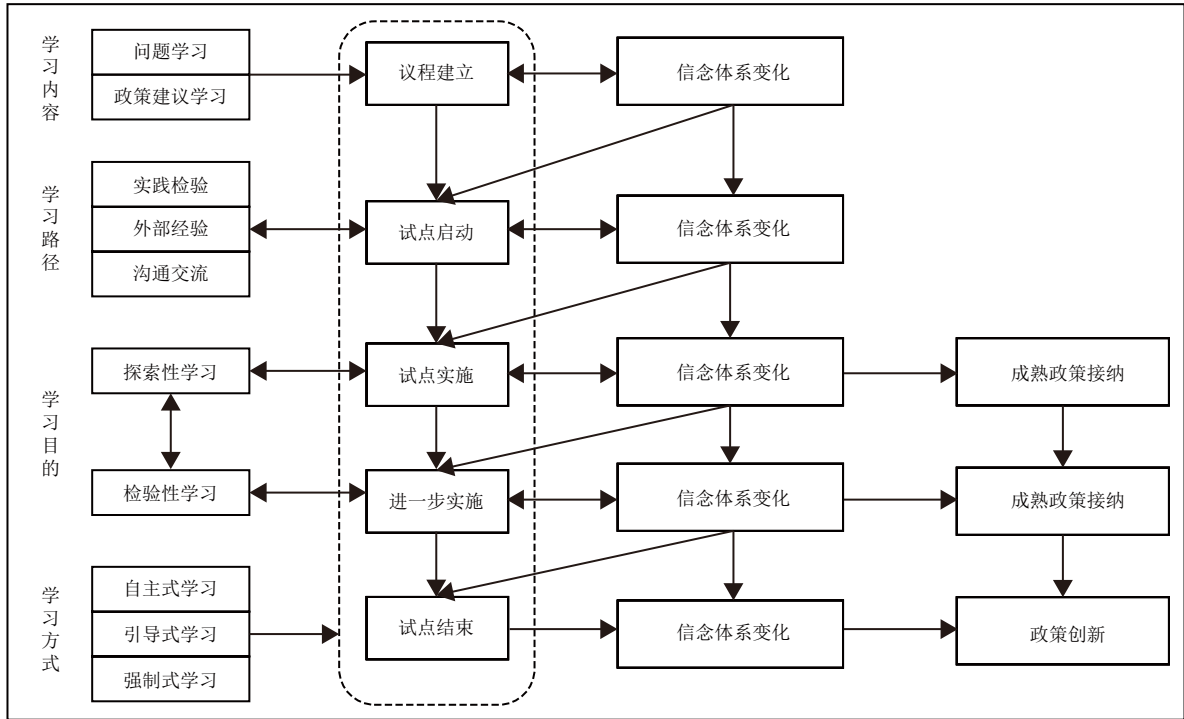 学习内容
问题学习
政策建议学习
议程建立
信念体系变化
学习路径
实践检验
外部经验
沟通交流
试点启动
信念体系变化
学习目的
探索性学习
试点实施
信念体系变化
成熟政策接纳
检验性学习
进一步实施
信念体系变化
成熟政策接纳
学习方式
自主式学习
引导式学习
强制式学习
试点结束
信念体系变化
政策创新